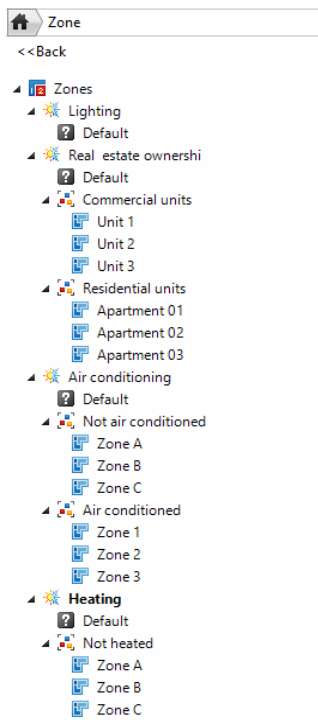 Zone
<<Back
1 2 Zones
Lighting
? Default
Real estate ownershi
? Default
Commercial units
Unit 1
Unit 2
Unit 3
Residential units
Apartment 01
Apartment 02
Apartment 03
Air conditioning
? Default
Not air conditioned
Zone A
Zone B
Zone C
Air conditioned
Zone 1
Zone 2
Zone 3
Heating
? Default
Not heated
Zone A
Zone B
Zone C